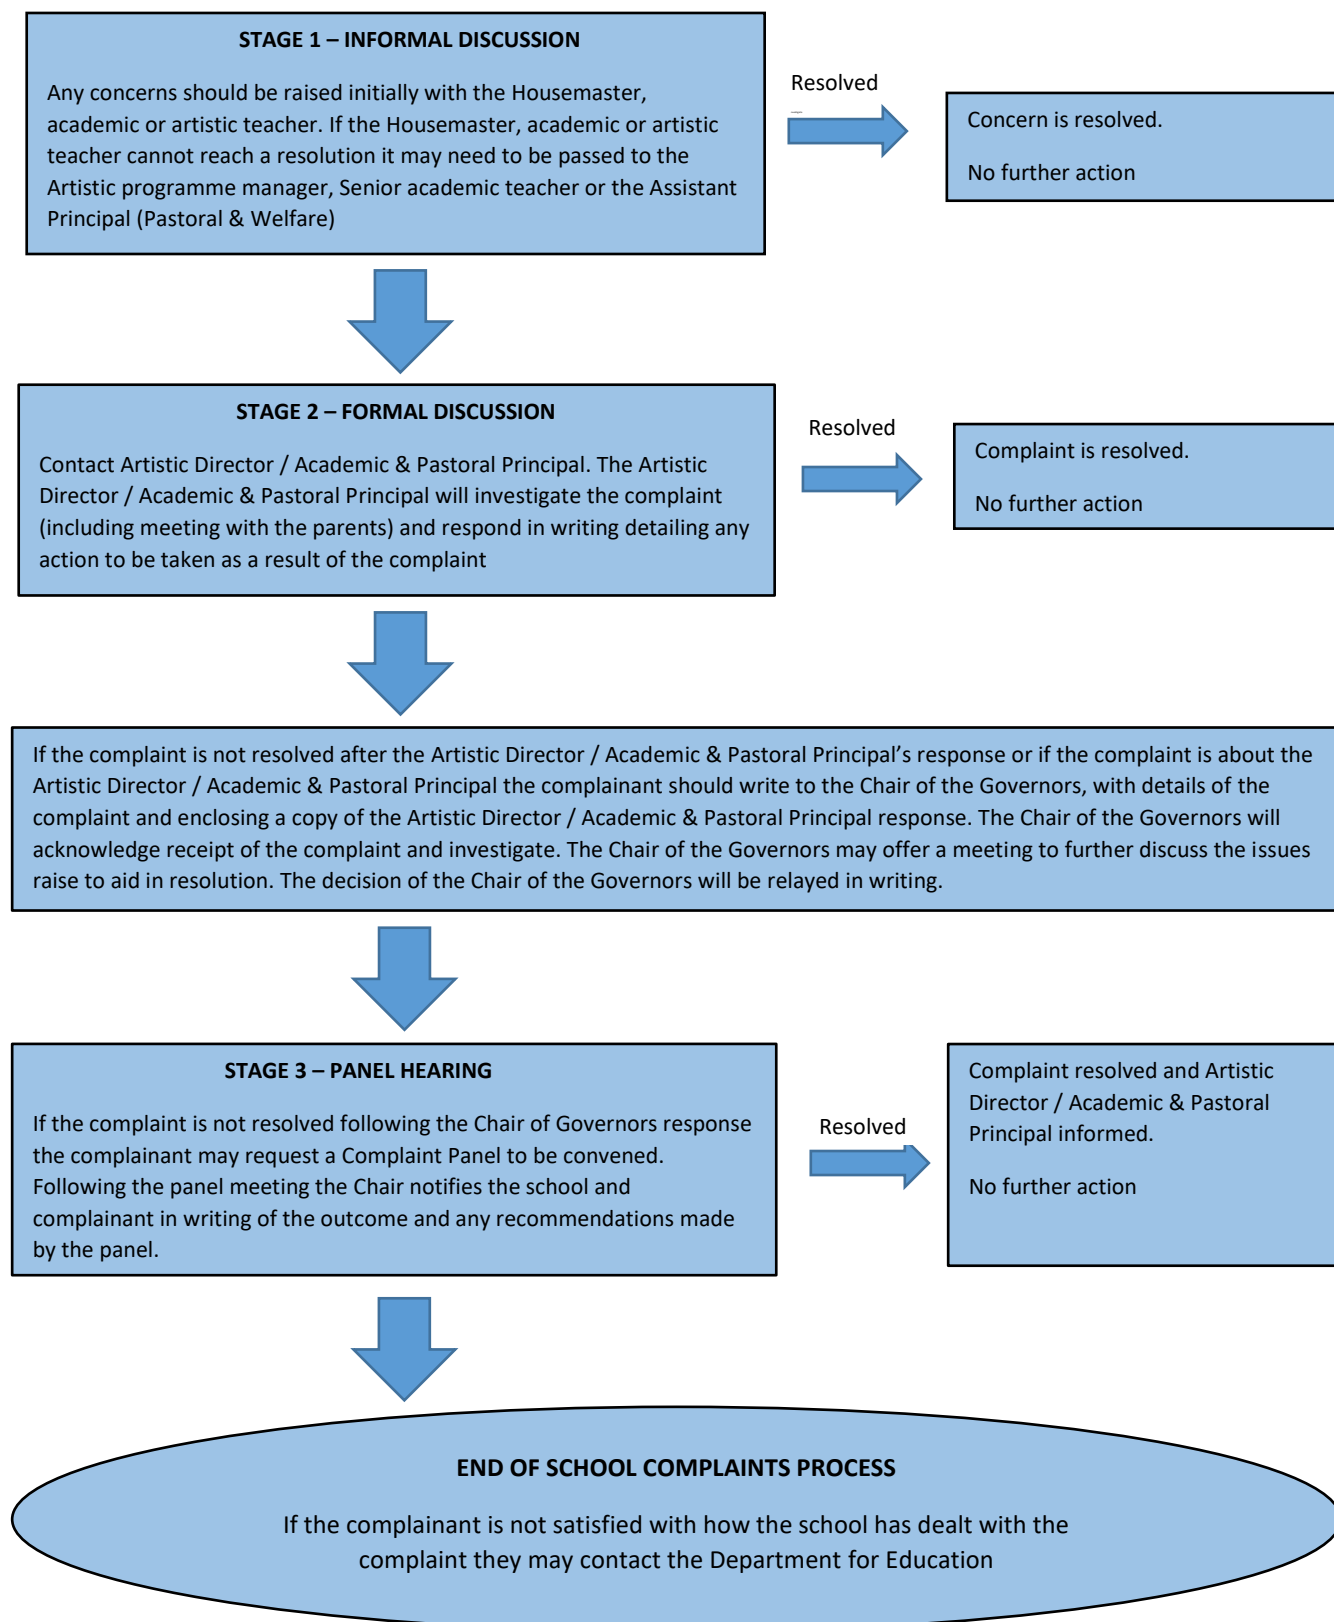 STAGE 1 – INFORMAL DISCUSSION
Any concerns should be raised initially with the Housemaster,
academic or artistic teacher. If the Housemaster, academic or artistic
teacher cannot reach a resolution it may need to be passed to the
Artistic programme manager, Senior academic teacher or the Assistant
Principal (Pastoral & Welfare)
Resolved
Concern is resolved.
No further action
STAGE 2 – FORMAL DISCUSSION
Contact Artistic Director / Academic & Pastoral Principal. The Artistic
Director / Academic & Pastoral Principal will investigate the complaint
(including meeting with the parents) and respond in writing detailing any
action to be taken as a result of the complaint
Resolved
Complaint is resolved.
No further action
If the complaint is not resolved after the Artistic Director / Academic & Pastoral Principal’s response or if the complaint is about the
Artistic Director / Academic & Pastoral Principal the complainant should write to the Chair of the Governors, with details of the
complaint and enclosing a copy of the Artistic Director / Academic & Pastoral Principal response. The Chair of the Governors will
acknowledge receipt of the complaint and investigate. The Chair of the Governors may offer a meeting to further discuss the issues
raise to aid in resolution. The decision of the Chair of the Governors will be relayed in writing.
STAGE 3 – PANEL HEARING
If the complaint is not resolved following the Chair of Governors response
the complainant may request a Complaint Panel to be convened.
Following the panel meeting the Chair notifies the school and
complainant in writing of the outcome and any recommendations made
by the panel.
Resolved
Complaint resolved and Artistic
Director / Academic & Pastoral
Principal informed.
No further action
END OF SCHOOL COMPLAINTS PROCESS
If the complainant is not satisfied with how the school has dealt with the
complaint they may contact the Department for Education